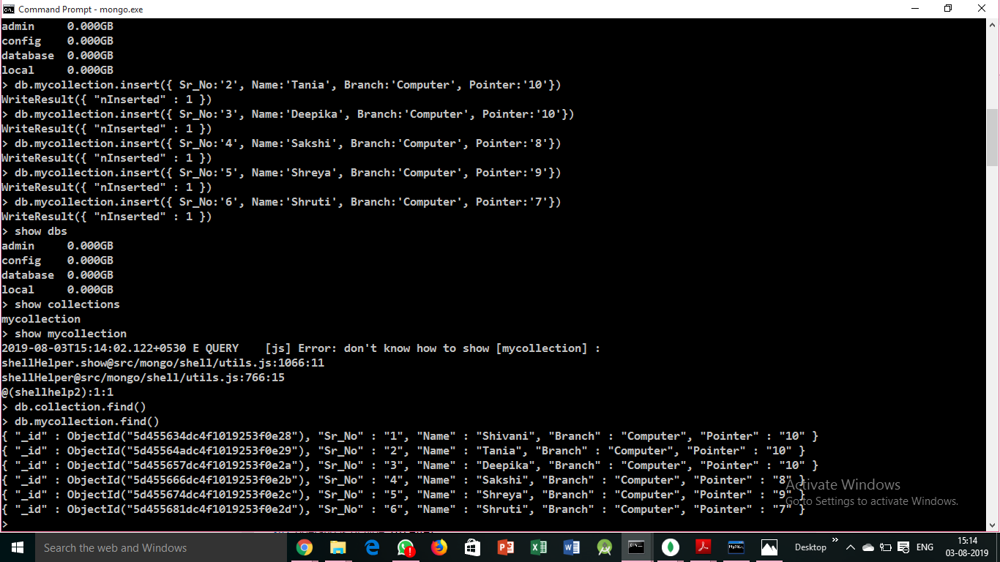 Command Prompt - mongo.exe
admin 0.000GB
config 0.000GB
database 0.000GB
local 0.000GB
> db.mycollection.insert({ Sr_No:'2', Name:'Tania', Branch:'Computer', Pointer:'10'})
WriteResult({ "nInserted" : 1 })
> db.mycollection.insert({ Sr_No:'3', Name:'Deepika', Branch:'Computer', Pointer:'10'})
WriteResult({ "nInserted" : 1 })
> db.mycollection.insert({ Sr_No:'4', Name:'Sakshi', Branch:'Computer', Pointer:'8'})
WriteResult({ "nInserted" : 1 })
> db.mycollection.insert({ Sr_No:'5', Name:'Shreya', Branch:'Computer', Pointer:'9'})
WriteResult({ "nInserted" : 1 })
> db.mycollection.insert({ Sr_No:'6', Name:'Shruti', Branch:'Computer', Pointer:'7'})
WriteResult({ "nInserted" : 1 })
> show dbs
admin 0.000GB
config 0.000GB
database 0.000GB
local 0.000GB
> show collections
mycollection
> show mycollection
2019-08-03T15:14:02.122+0530 E QUERY [js] Error: don't know how to show [mycollection] :
shellHelper.show@src/mongo/shell/utils.js:1066:11
shellHelper@src/mongo/shell/utils.js:766:15
@(shellhelp2):1:1
> db.collection.find()
> db.mycollection.find()
{ "_id" : ObjectId("5d455634dc4f1019253f0e28"), "Sr_No" : "1", "Name" : "Shivani", "Branch" : "Computer", "Pointer" : "10" }
{ "_id" : ObjectId("5d45564adc4f1019253f0e29"), "Sr_No" : "2", "Name" : "Tania", "Branch" : "Computer", "Pointer" : "10" }
{ "_id" : ObjectId("5d455657dc4f1019253f0e2a"), "Sr_No" : "3", "Name" : "Deepika", "Branch" : "Computer", "Pointer" : "10" }
{ "_id" : ObjectId("5d455666dc4f1019253f0e2b"), "Sr_No" : "4", "Name" : "Sakshi", "Branch" : "Computer", "Pointer" : "8" }
{ "_id" : ObjectId("5d455674dc4f1019253f0e2c"), "Sr_No" : "5", "Name" : "Shreya", "Branch" : "Computer", "Pointer" : "9" }
{ "_id" : ObjectId("5d455681dc4f1019253f0e2d"), "Sr_No" : "6", "Name" : "Shruti", "Branch" : "Computer", "Pointer" : "7" }
>
Activate Windows
Go to Settings to activate Windows.
Search the web and Windows
Desktop
ENG
15:14
03-08-2019